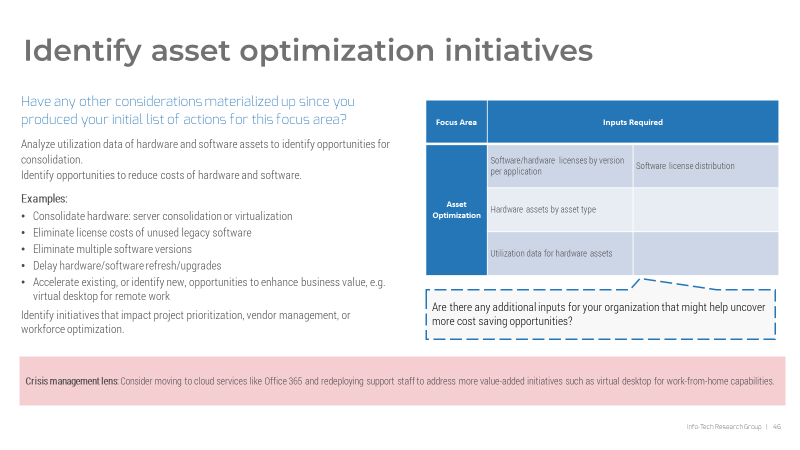 Identify asset optimization initiatives
Have any other considerations materialized up since you
produced your initial list of actions for this focus area?
Analyze utilization data of hardware and software assets to identify opportunities for
consolidation.
Identify opportunities to reduce costs of hardware and software.
Examples:
• Consolidate hardware: server consolidation or virtualization
• Eliminate license costs of unused legacy software
• Eliminate multiple software versions
• Delay hardware/software refresh/upgrades
• Accelerate existing, or identify new, opportunities to enhance business value, e.g.
virtual desktop for remote work
Identify initiatives that impact project prioritization, vendor management, or
workforce optimization.
Focus Area
Inputs Required
Asset
Optimization
Software/hardware licenses by version
per application
Software license distribution
Hardware assets by asset type
Utilization data for hardware assets
Are there any additional inputs for your organization that might help uncover
more cost saving opportunities?
Crisis management lens: Consider moving to cloud services like Office 365 and redeploying support staff to address more value-added initiatives such as virtual desktop for work-from-home capabilities.
Info-Tech Research Group | 46